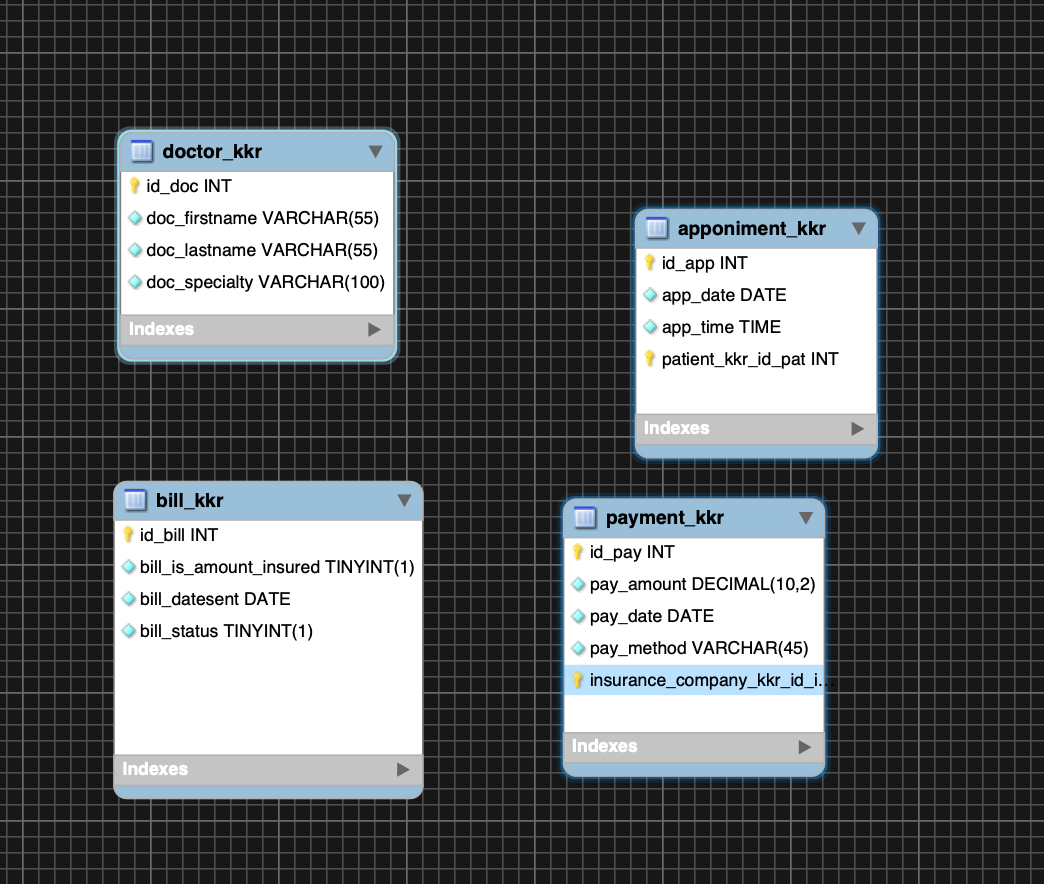 doctor_kkr
id_doc INT
doc_firstname VARCHAR(55)
doc_lastname VARCHAR(55)
doc_specialty VARCHAR(100)
Indexes
apponiment_kkr
id_app INT
app_date DATE
app_time TIME
patient_kkr_id_pat INT
Indexes
bill_kkr
id_bill INT
bill_is_amount_insured TINYINT(1)
bill_datesent DATE
bill_status TINYINT(1)
Indexes
payment_kkr
id_pay INT
pay_amount DECIMAL(10,2)
pay_date DATE
pay_method VARCHAR(45)
insurance_company_kkr_id_i...
Indexes